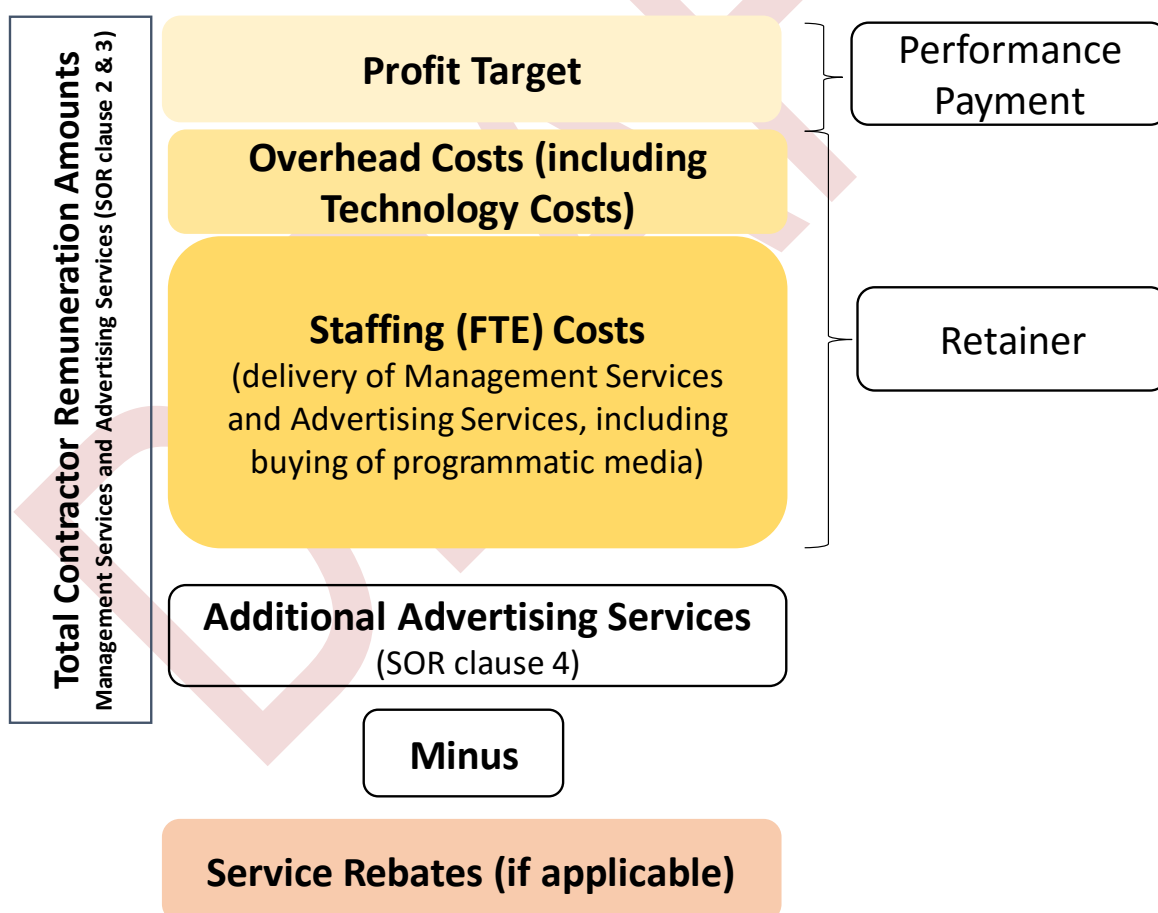 Total Contractor Remuneration Amounts
Management Services and Advertising Services (SOR clause 2 & 3)
Profit Target
Performance
Payment
Overhead Costs (including
Technology Costs)
Staffing (FTE) Costs
(delivery of Management Services
and Advertising Services, including
buying of programmatic media)
Retainer
Additional Advertising Services
(SOR clause 4)
Minus
Service Rebates (if applicable)